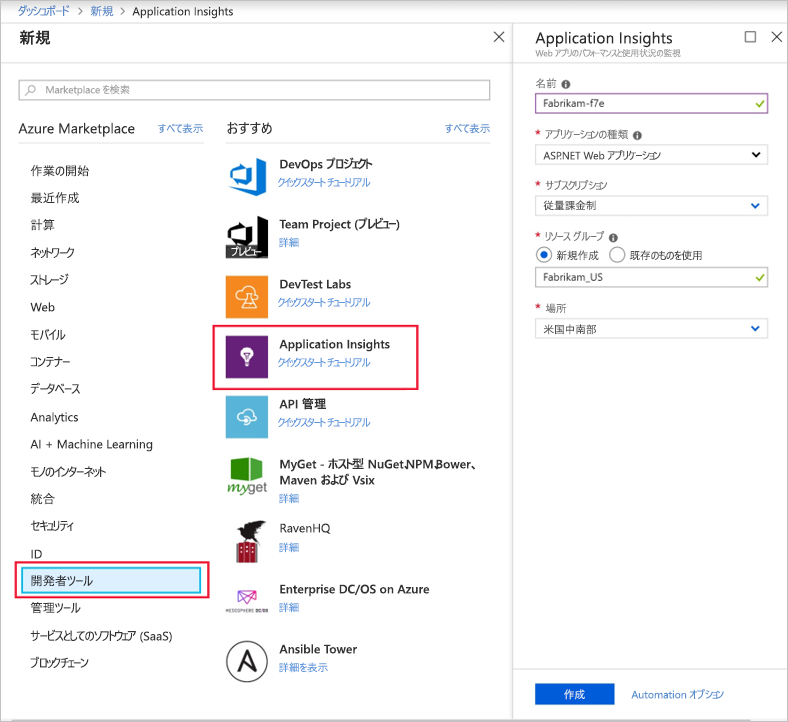 ダッシュボード > 新規 > Application Insights
新規
Marketplace を検索
Azure Marketplace すべて表示
作業の開始
最近作成
計算
ネットワーク
ストレージ
Web
モバイル
コンテナー
データベース
Analytics
AI + Machine Learning
モノのインターネット
統合
セキュリティ
ID
開発者ツール
管理ツール
サービスとしてのソフトウェア (SaaS)
ブロックチェーン
おすすめ すべて表示
DevOps プロジェクト
クイックスタート チュートリアル
プレビュー
Team Project (プレビュー)
詳細
DevTest Labs
クイックスタート チュートリアル
Application Insights
クイックスタート チュートリアル
API 管理
クイックスタート チュートリアル
myget
MyGet - ホスト型 NuGet,NPM,Bower、
Maven および Vsix
詳細
RavenHQ
詳細
MESOSPHERE DC/OS
Enterprise DC/OS on Azure
詳細
Ansible Tower
詳細を表示
Application Insights
Web アプリのパフォーマンスと使用状況の監視
名前
Fabrikam-f7e
* アプリケーションの種類
ASP.NET Web アプリケーション
* サブスクリプション
従量課金制
* リソース グループ
新規作成 既存のものを使用
Fabrikam_US
* 場所
米国中南部
作成 Automation オプション